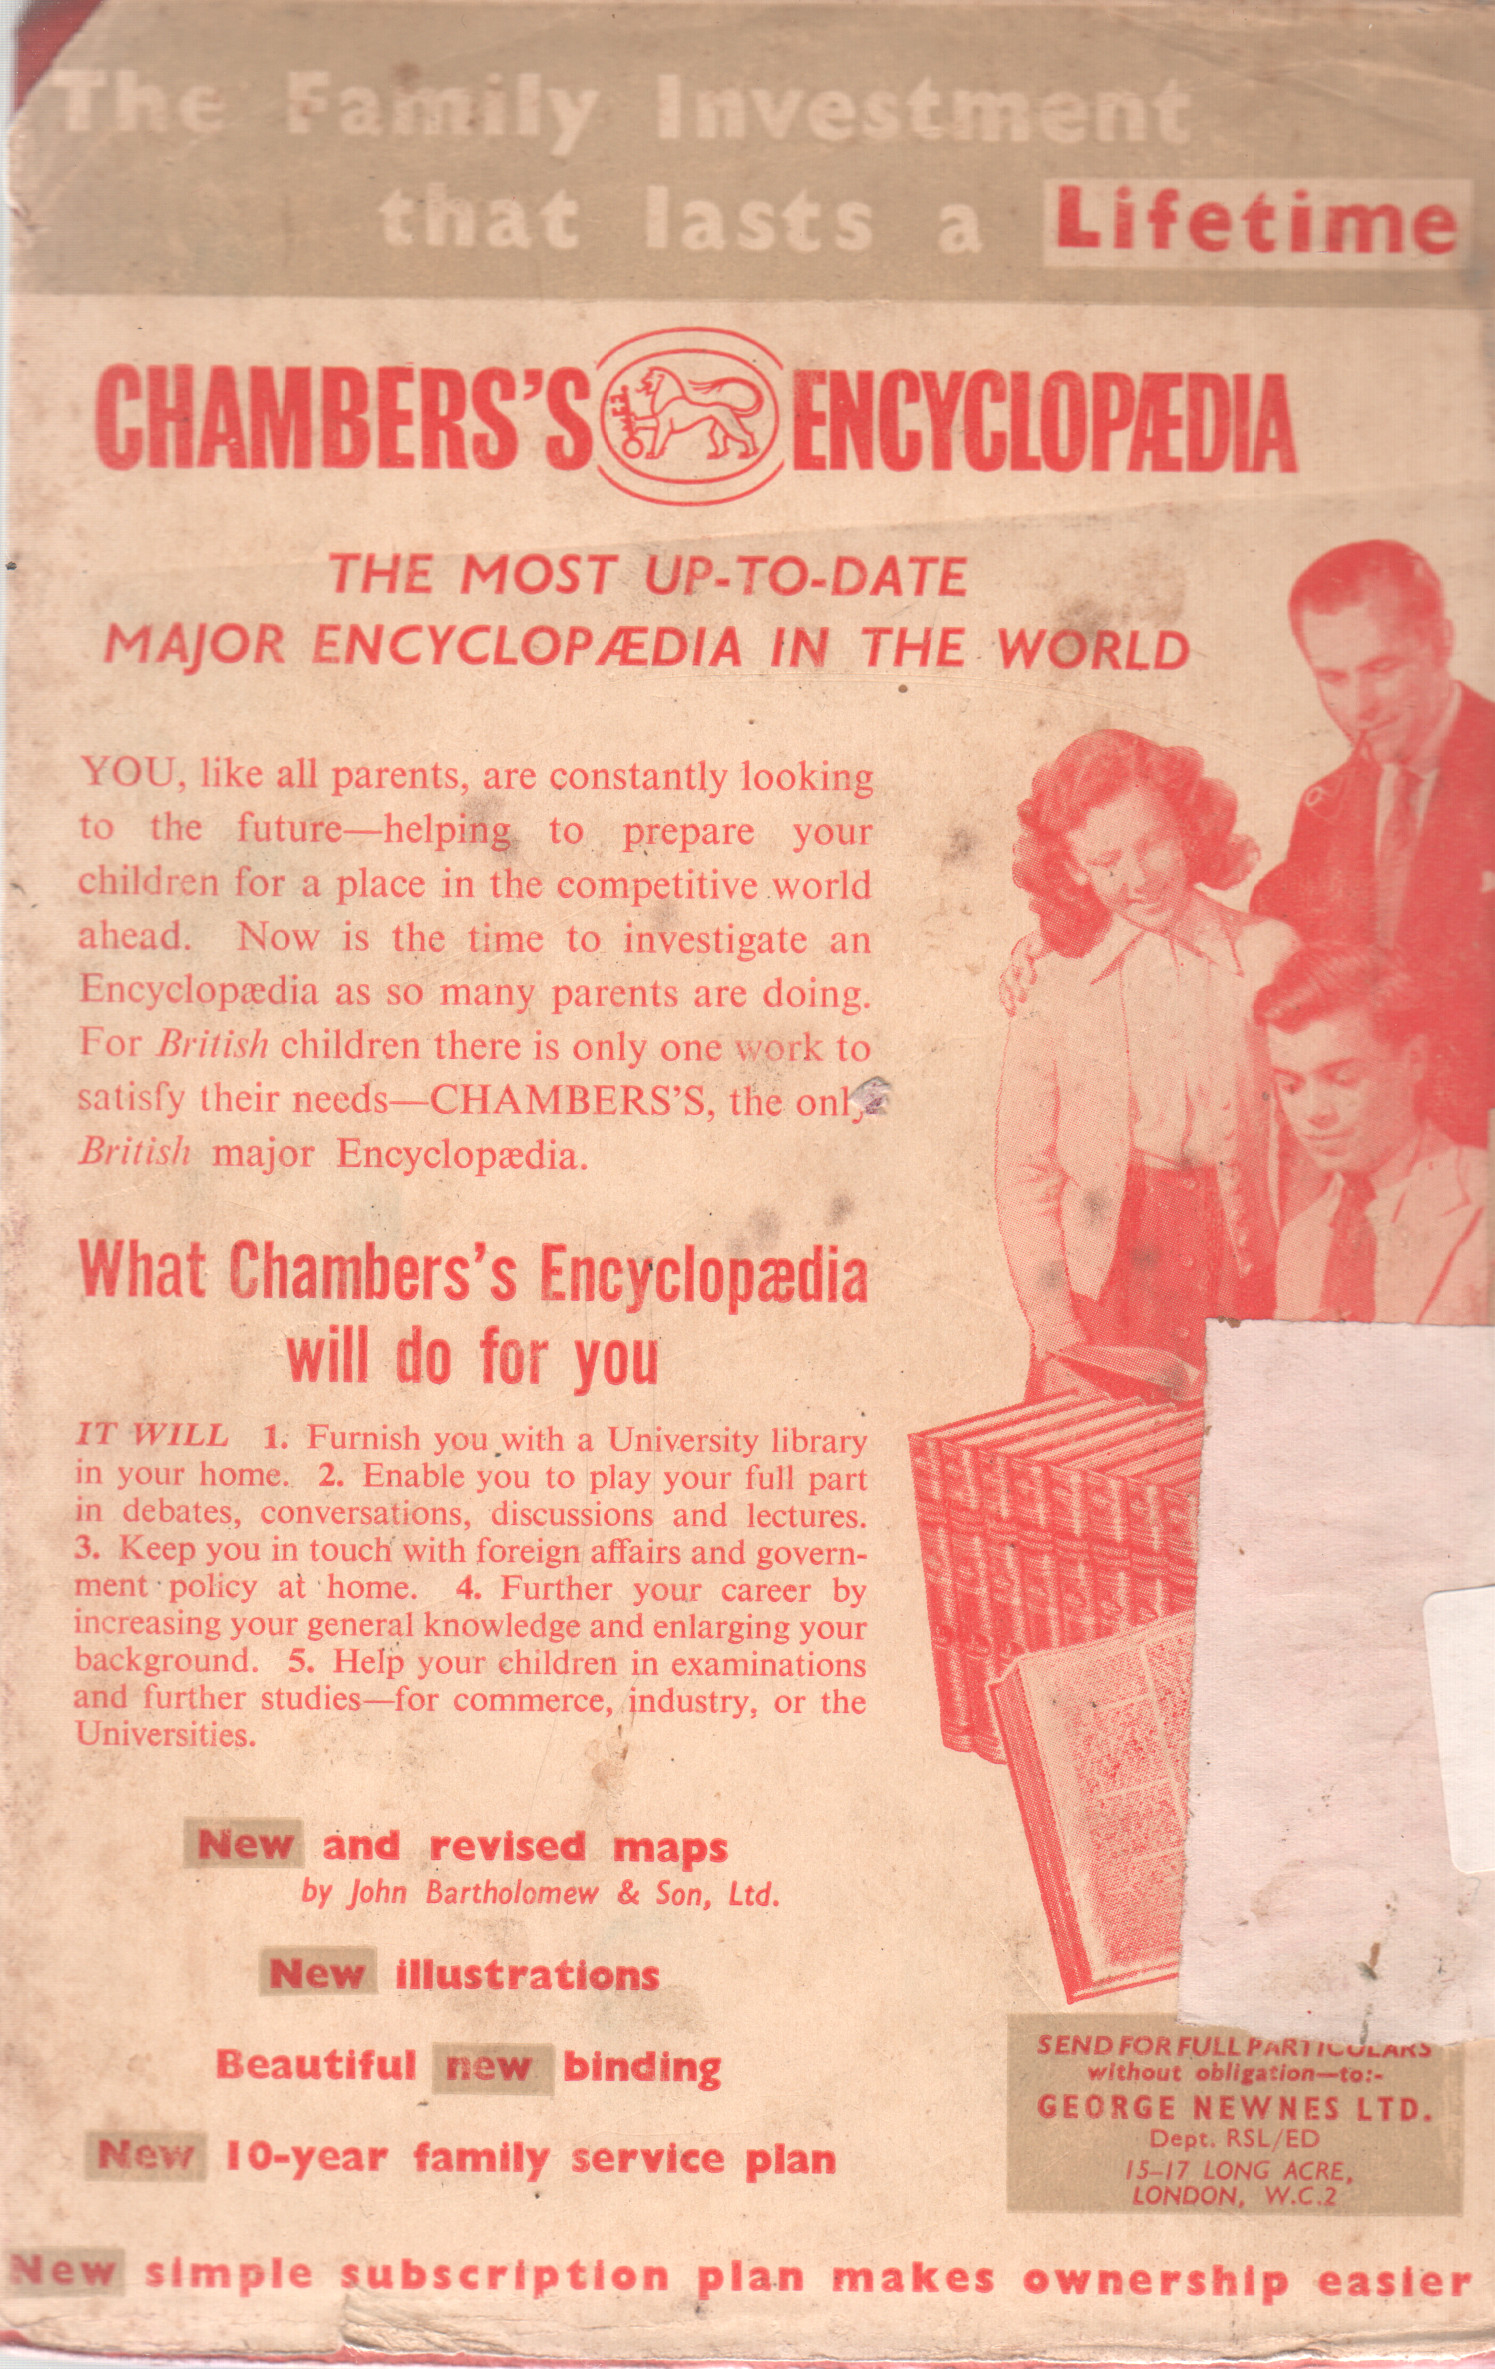 The Family Investment
that lasts a Lifetime
CHAMBERS'S ENCYCLOPÆDIA
THE MOST UP-TO-DATE
MAJOR ENCYCLOPÆDIA IN THE WORLD
YOU, like all parents, are constantly looking
to the future—helping to prepare your
children for a place in the competitive world
ahead. Now is the time to investigate an
Encyclopædia as so many parents are doing.
For British children there is only one work to
satisfy their needs—CHAMBERS'S, the only
British major Encyclopædia.
What Chambers's Encyclopædia
will do for you
IT WILL 1. Furnish you with a University library
in your home. 2. Enable you to play your full part
in debates, conversations, discussions and lectures.
3. Keep you in touch with foreign affairs and govern-
ment policy at home. 4. Further your career by
increasing your general knowledge and enlarging your
background. 5. Help your children in examinations
and further studies—for commerce, industry, or the
Universities.
New and revised maps
by John Bartholomew & Son, Ltd.
New illustrations
Beautiful new binding
New 10-year family service plan
SEND FOR FULL PARTICULARS
without obligation—to:-
GEORGE NEWNES LTD.
Dept. RSL/ED
15–17 LONG ACRE,
LONDON, W.C.2
New simple subscription plan makes ownership easier